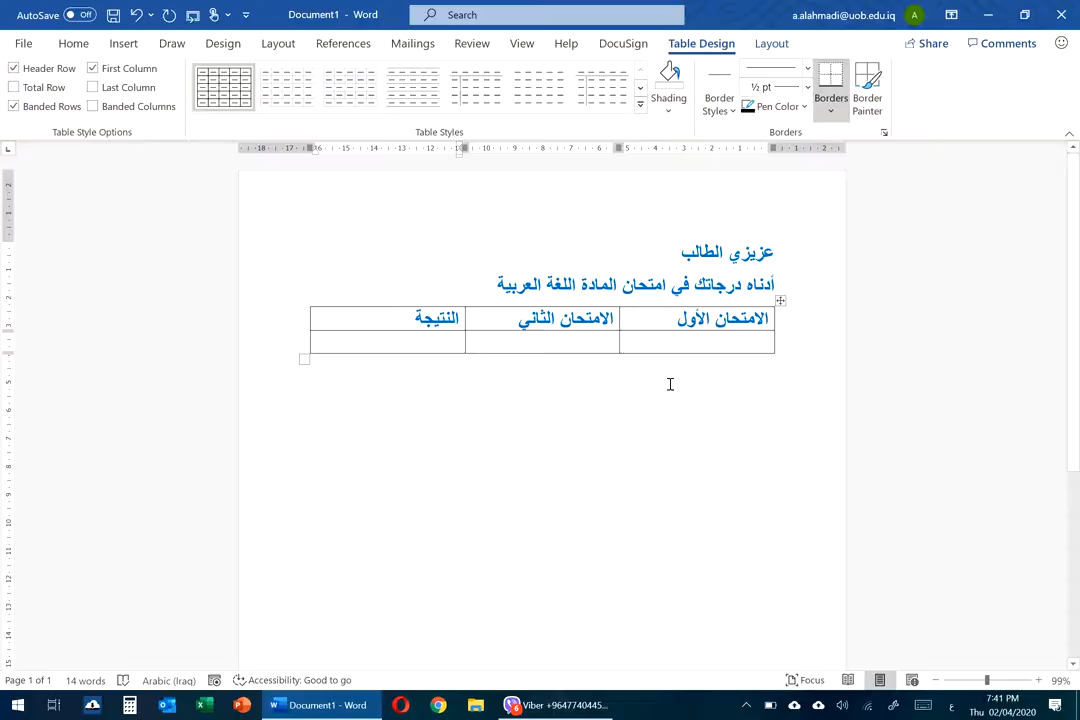 AutoSave Off Document1 - Word Search a.alahmadi@uob.edu.iq A
File Home Insert Draw Design Layout References Mailings Review View Help DocuSign Table Design Layout Share Comments
Header Row First Column
Total Row Last Column
Banded Rows Banded Columns
Shading
Border Styles
½ pt
Pen Color
Borders
Border Painter
Table Style Options Table Styles Borders
عزيزي الطالب
أدناه درجاتك في امتحان المادة اللغة العربية
الامتحان الأول الامتحان الثاني النتيجة
Page 1 of 1 14 words Arabic (Iraq) Accessibility: Good to go Focus 99%
Document1 - Word Viber +9647740445... 7:41 PM
Thu 02/04/2020